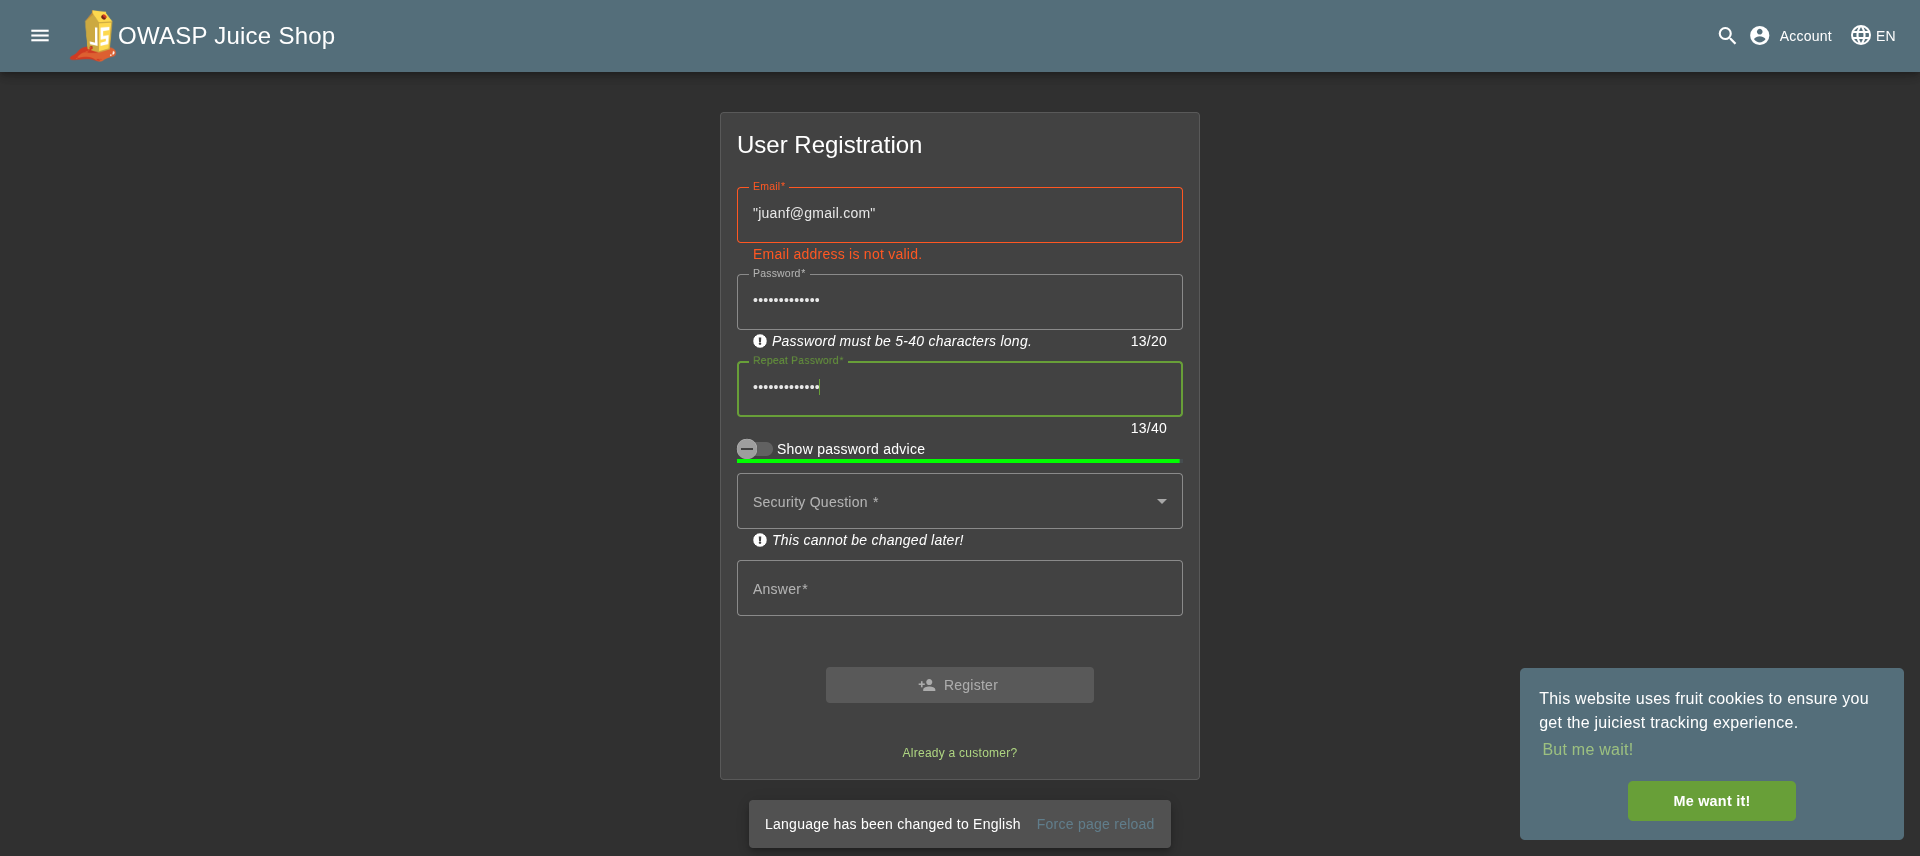 OWASP Juice Shop
Account
EN
User Registration
Email*
"juanf@gmail.com"
Email address is not valid.
Password*
•••••••••••••
Password must be 5-40 characters long.
13/20
Repeat Password*
•••••••••••••
13/40
Show password advice
Security Question *
This cannot be changed later!
Answer*
Register
Already a customer?
Language has been changed to English
Force page reload
This website uses fruit cookies to ensure you
get the juiciest tracking experience.
But me wait!
Me want it!